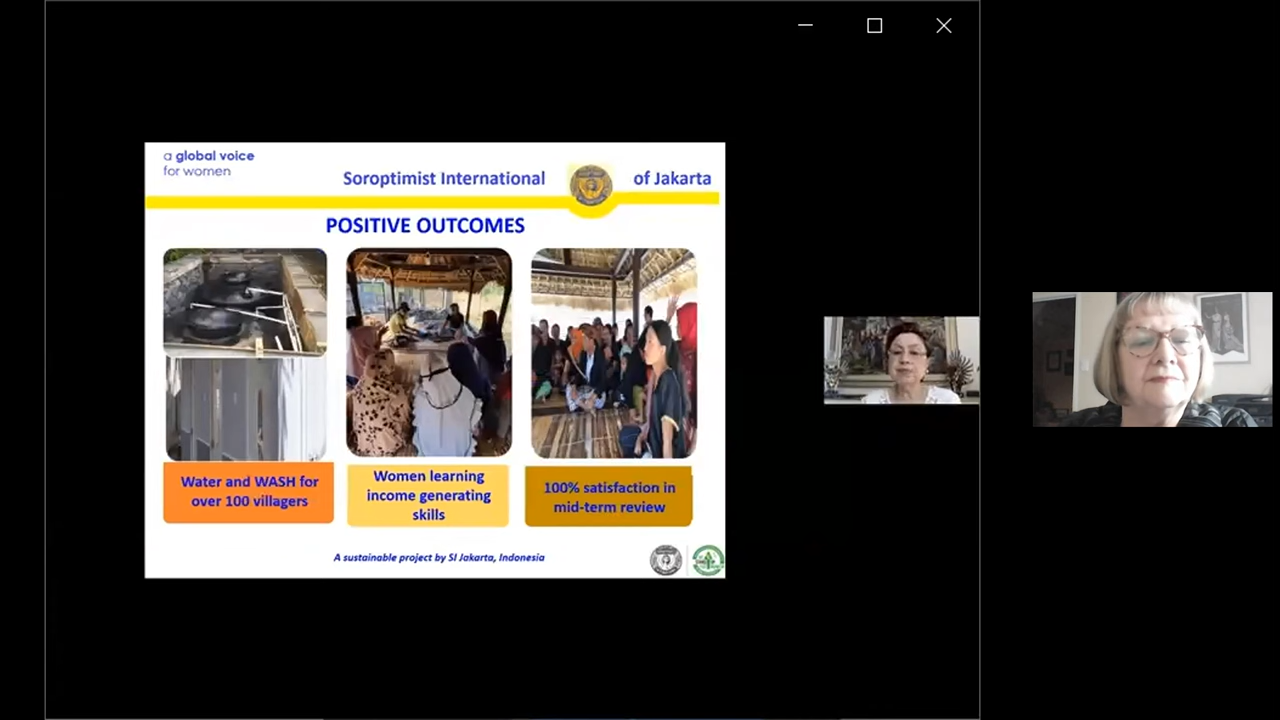 a global voice
for women
Soroptimist International of Jakarta
POSITIVE OUTCOMES
Water and WASH for
over 100 villagers
Women learning
income generating
skills
100% satisfaction in
mid-term review
A sustainable project by SI Jakarta, Indonesia